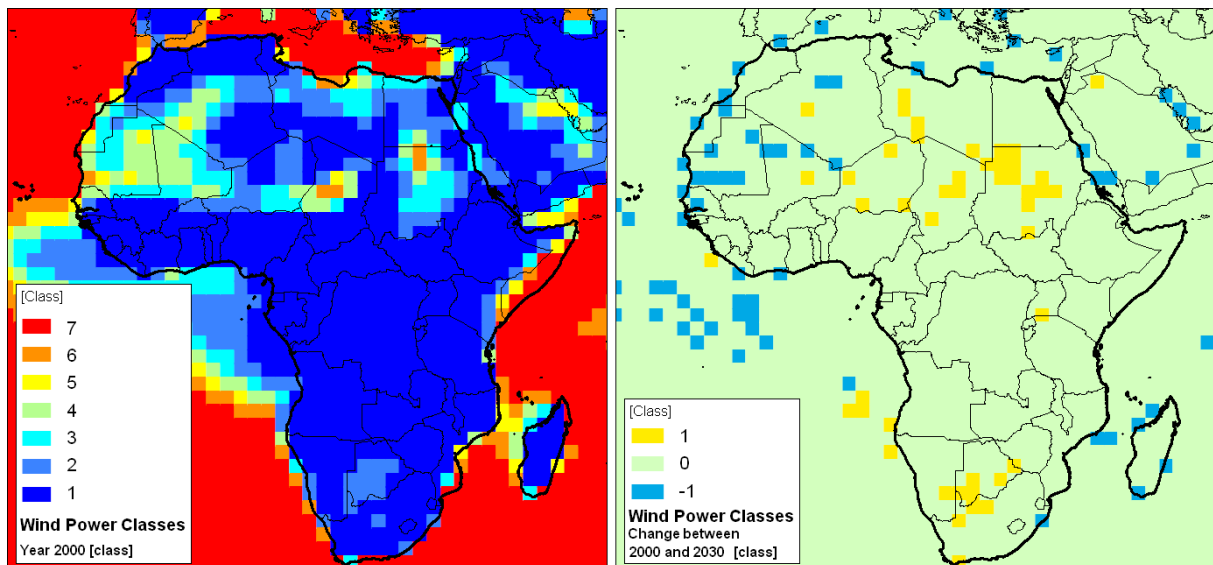 [Class]
7
6
5
4
3
2
1
Wind Power Classes
Year 2000 [class]
[Class]
1
0
-1
Wind Power Classes
Change between
2000 and 2030 [class]